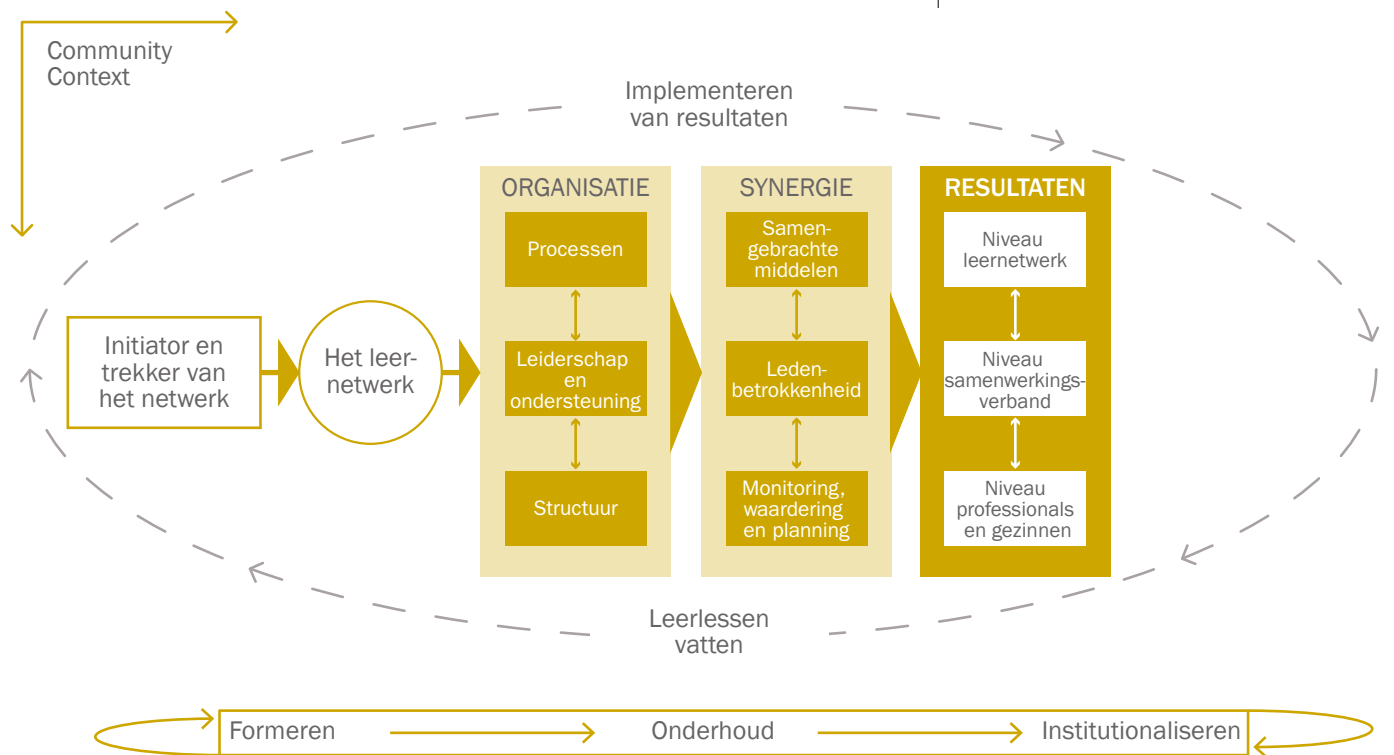 Community
Context
Implementeren
van resultaten
Initiator en
trekker van
het netwerk
Het leer-
netwerk
ORGANISATIE
Processen
Leiderschap
en
ondersteuning
Structuur
SYNERGIE
Samen-
gebrachte
middelen
Leden-
betrokkenheid
Monitoring,
waardering
en planning
RESULTATEN
Niveau
leernetwerk
Niveau
samenwerkings-
verband
Niveau
professionals
en gezinnen
Leerlessen
vatten
Formeren
Onderhoud
Institutionaliseren